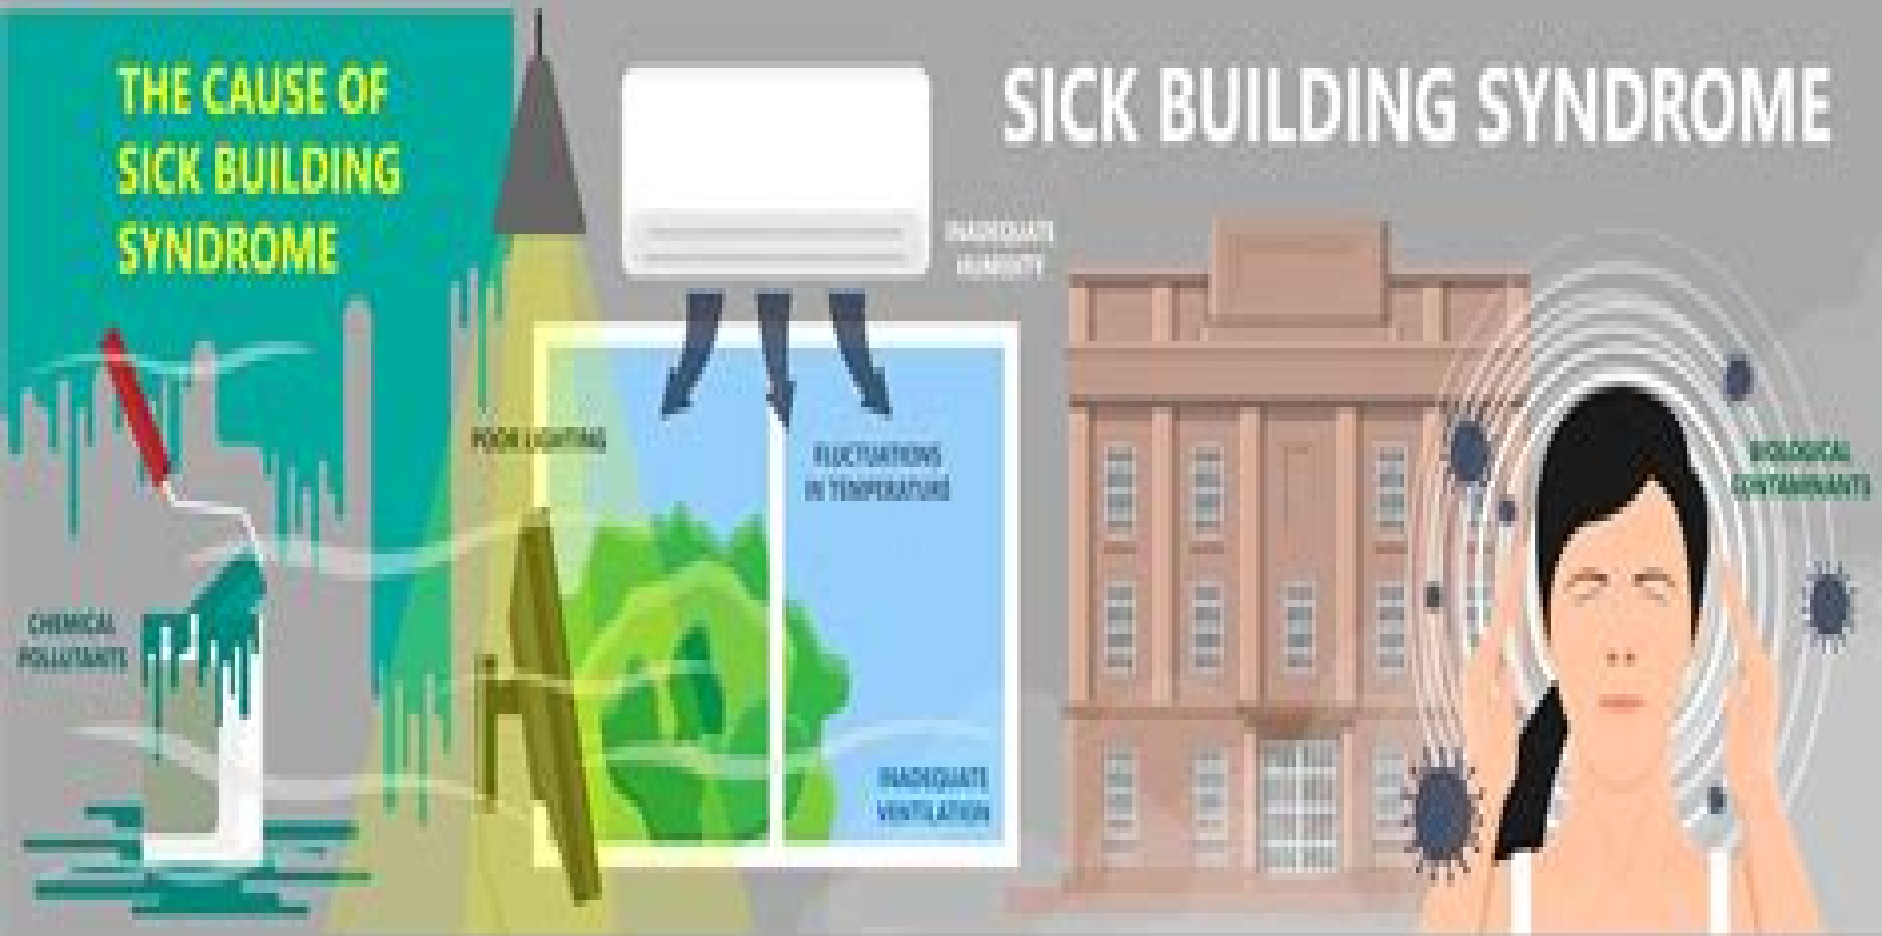 THE CAUSE OF
SICK BUILDING
SYNDROME
SICK BUILDING SYNDROME
INADEQUATE
HUMIDITY
POOR LIGHTING
FLUCTUATIONS
IN TEMPERATURE
BIOLOGICAL
CONTAMINANTS
CHEMICAL
POLLUTANTS
INADEQUATE
VENTILATION